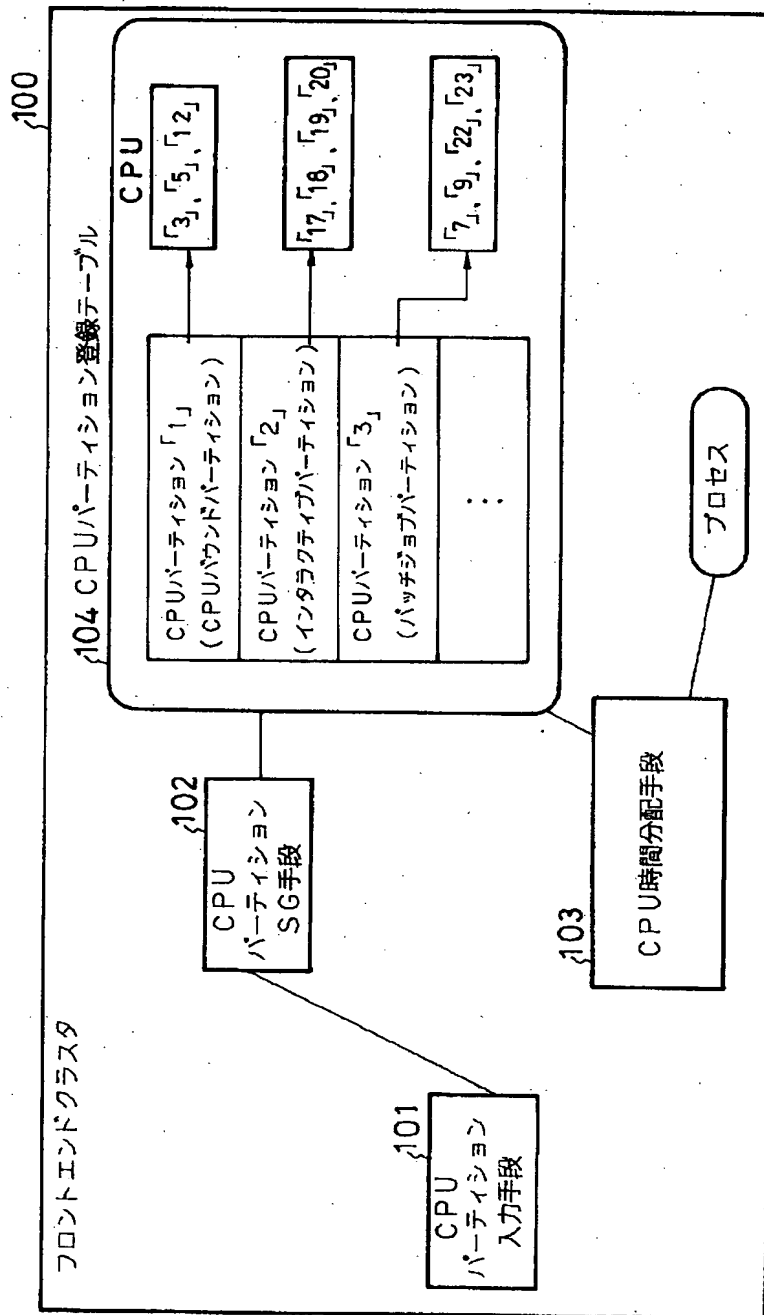 100
フロントエンドクラスタ
101
CPU
パーティション
入力手段
102
CPU
パーティション
SG手段
103
CPU時間分配手段
プロセス
104 CPUパーティション登録テーブル
CPU
CPUパーティション「1」
(CPUバウンドパーティション)
「3」、「5」、「12」
CPUパーティション「2」
(インタラクティブパーティション)
「17」、「18」、「19」、「20」
CPUパーティション「3」
(バッチジョブパーティション)
「7」、「9」、「22」、「23」